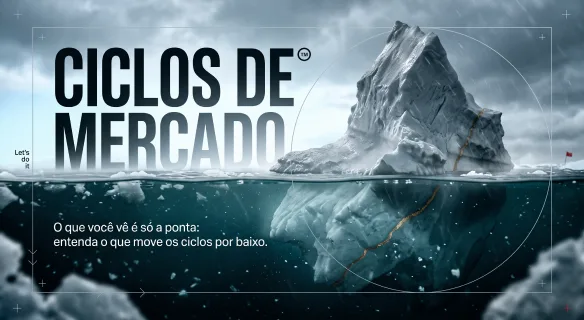 CICLOS DE™
MERCADO
Let's
do
it
O que você vê é só a ponta:
entenda o que move os ciclos por baixo.